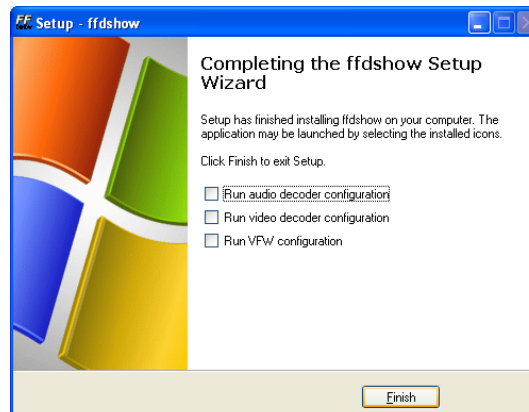 Setup - ffdshow
Completing the ffdshow Setup
Wizard
Setup has finished installing ffdshow on your computer. The
application may be launched by selecting the installed icons.
Click Finish to exit Setup.
Run audio decoder configuration
Run video decoder configuration
Run VFW configuration
Finish